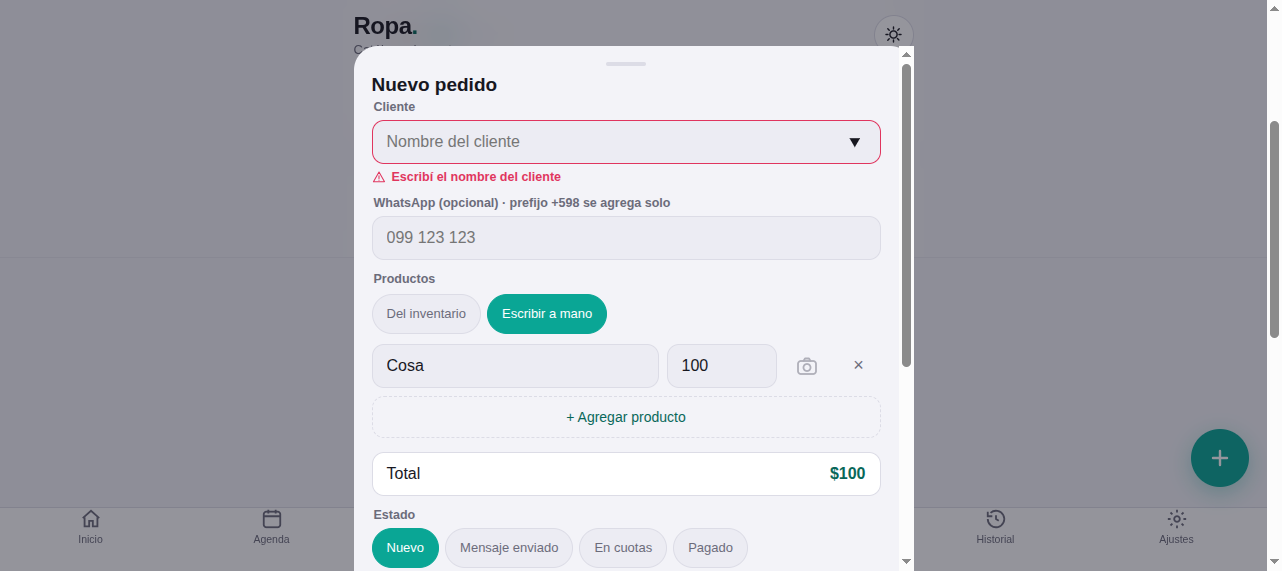 Ropa.
Nuevo pedido
Cliente
Nombre del cliente
Escribí el nombre del cliente
WhatsApp (opcional) · prefijo +598 se agrega solo
099 123 123
Productos
Del inventario Escribir a mano
Cosa 100 ×
+ Agregar producto
Total $100
Estado
Nuevo Mensaje enviado En cuotas Pagado
+
Inicio Agenda Historial Ajustes